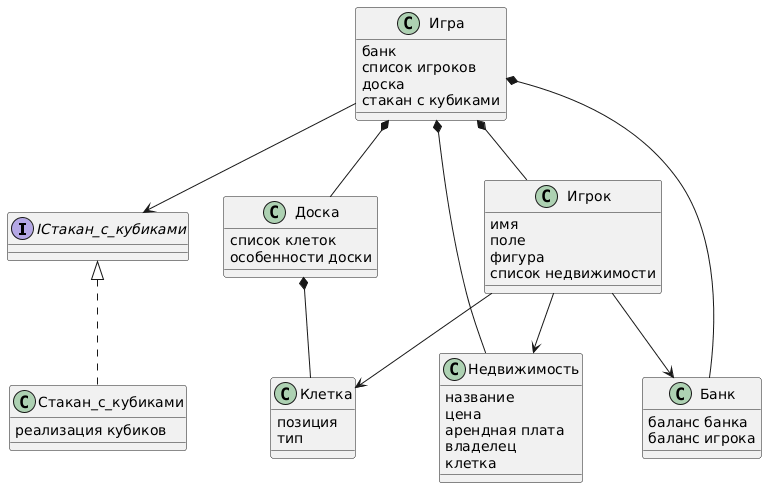 C Игра
банк
список игроков
доска
стакан с кубиками
I IСтакан_с_кубиками
C Доска
список клеток
особенности доски
C Игрок
имя
поле
фигура
список недвижимости
C Стакан_с_кубиками
реализация кубиков
C Клетка
позиция
тип
C Недвижимость
название
цена
арендная плата
владелец
клетка
C Банк
баланс банка
баланс игрока